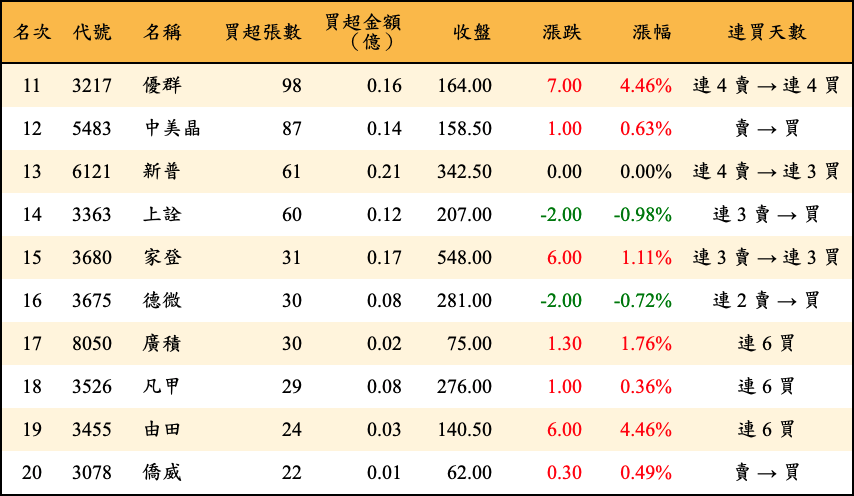 名次 代號 名稱 買超張數 買超金額（億） 收盤 漲跌 漲幅 連買天數
11 3217 優群 98 0.16 164.00 7.00 4.46% 連 4 賣 → 連 4 買
12 5483 中美晶 87 0.14 158.50 1.00 0.63% 賣 → 買
13 6121 新普 61 0.21 342.50 0.00 0.00% 連 4 賣 → 連 3 買
14 3363 上詮 60 0.12 207.00 -2.00 -0.98% 連 3 賣 → 買
15 3680 家登 31 0.17 548.00 6.00 1.11% 連 3 賣 → 連 3 買
16 3675 德微 30 0.08 281.00 -2.00 -0.72% 連 2 賣 → 買
17 8050 廣積 30 0.02 75.00 1.30 1.76% 連 6 買
18 3526 凡甲 29 0.08 276.00 1.00 0.36% 連 6 買
19 3455 由田 24 0.03 140.50 6.00 4.46% 連 6 買
20 3078 僑威 22 0.01 62.00 0.30 0.49% 賣 → 買